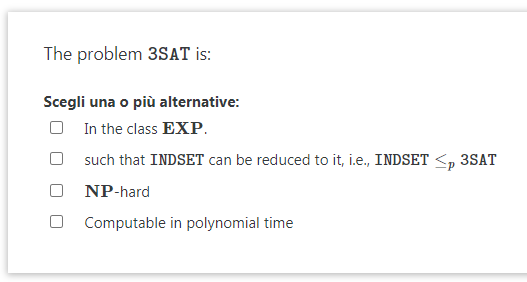 The problem 3SAT is:
Scegli una o più alternative:
In the class EXP.
such that INDSET can be reduced to it, i.e., INDSET ≤p 3SAT
NP-hard
Computable in polynomial time